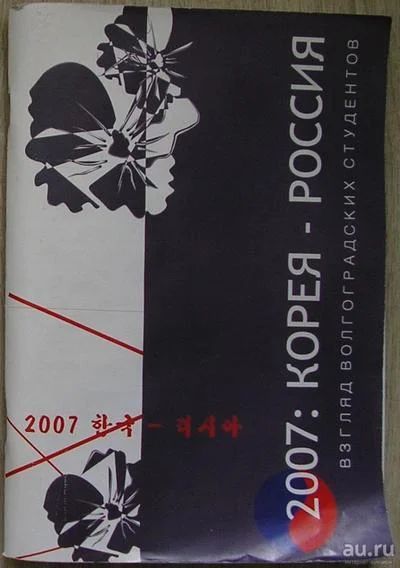 2007: КОРЕЯ - РОССИЯ
ВЗГЛЯД ВОЛГОГРАДСКИХ СТУДЕНТОВ
2007 한국 - 러시아
au.ru